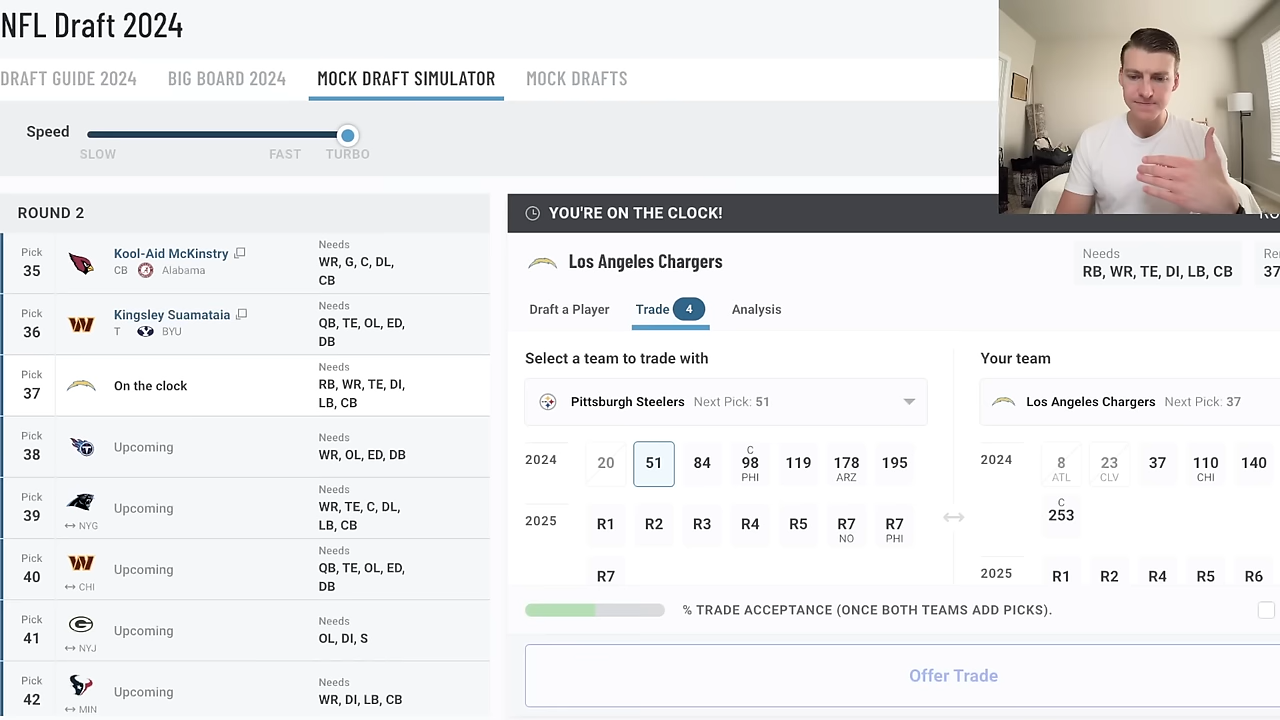 NFL Draft 2024
DRAFT GUIDE 2024
BIG BOARD 2024
MOCK DRAFT SIMULATOR
MOCK DRAFTS
Speed
SLOW
FAST
TURBO
ROUND 2
Pick
35
Kool-Aid McKinstry
CB Alabama
Needs
WR, G, C, DL,
CB
Pick
36
Kingsley Suamataia
T BYU
Needs
QB, TE, OL, ED,
DB
Pick
37
On the clock
Needs
RB, WR, TE, DI,
LB, CB
Pick
38
Upcoming
Needs
WR, OL, ED, DB
Pick
39
↔ NYG
Upcoming
Needs
WR, TE, C, DL,
LB, CB
Pick
40
↔ CHI
Upcoming
Needs
QB, TE, OL, ED,
DB
Pick
41
↔ NYJ
Upcoming
Needs
OL, DI, S
Pick
42
↔ MIN
Upcoming
Needs
WR, DI, LB, CB
YOU'RE ON THE CLOCK!
Los Angeles Chargers
Needs
RB, WR, TE, DI, LB, CB
37
Draft a Player
Trade 4
Analysis
Select a team to trade with
Pittsburgh Steelers Next Pick: 51
2024 20 51 84 C 98 PHI 119 178 ARZ 195
2025 R1 R2 R3 R4 R5 R7 NO R7 PHI
R7
Your team
Los Angeles Chargers Next Pick: 37
2024 8 ATL 23 CLV 37 110 CHI 140
C 253
2025 R1 R2 R4 R5 R6
% TRADE ACCEPTANCE (ONCE BOTH TEAMS ADD PICKS).
Offer Trade